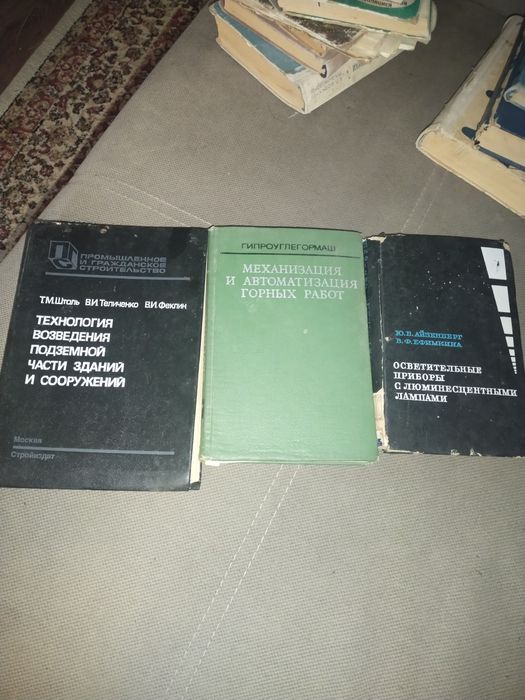 ПРОМЫШЛЕННОЕ
И ГРАЖДАНСКОЕ
СТРОИТЕЛЬСТВО
Т.М.Штоль В.И.Теличенко В.И.Феклин
ТЕХНОЛОГИЯ
ВОЗВЕДЕНИЯ
ПОДЗЕМНОЙ
ЧАСТИ ЗДАНИЙ
И СООРУЖЕНИЙ
Москва
Стройиздат
ГИПРОУГЛЕГОРМАШ
МЕХАНИЗАЦИЯ
И АВТОМАТИЗАЦИЯ
ГОРНЫХ РАБОТ
Ю.Б. АЙЗЕНБЕРГ
В.Ф. ЕФИМКИНА
ОСВЕТИТЕЛЬНЫЕ
ПРИБОРЫ
С ЛЮМИНЕСЦЕНТНЫМИ
ЛАМПАМИ